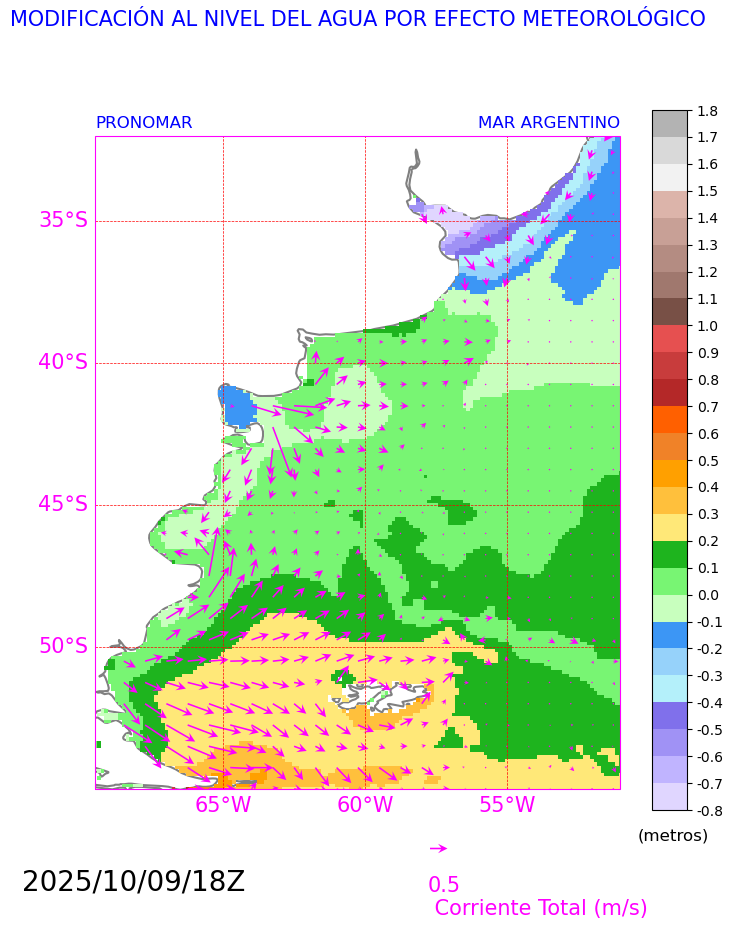 MODIFICACIÓN AL NIVEL DEL AGUA POR EFECTO METEOROLÓGICO
PRONOMAR
MAR ARGENTINO
35°S
40°S
45°S
50°S
65°W
60°W
55°W
1.8
1.7
1.6
1.5
1.4
1.3
1.2
1.1
1.0
0.9
0.8
0.7
0.6
0.5
0.4
0.3
0.2
0.1
0.0
-0.1
-0.2
-0.3
-0.4
-0.5
-0.6
-0.7
-0.8
(metros)
2025/10/09/18Z
0.5
Corriente Total (m/s)